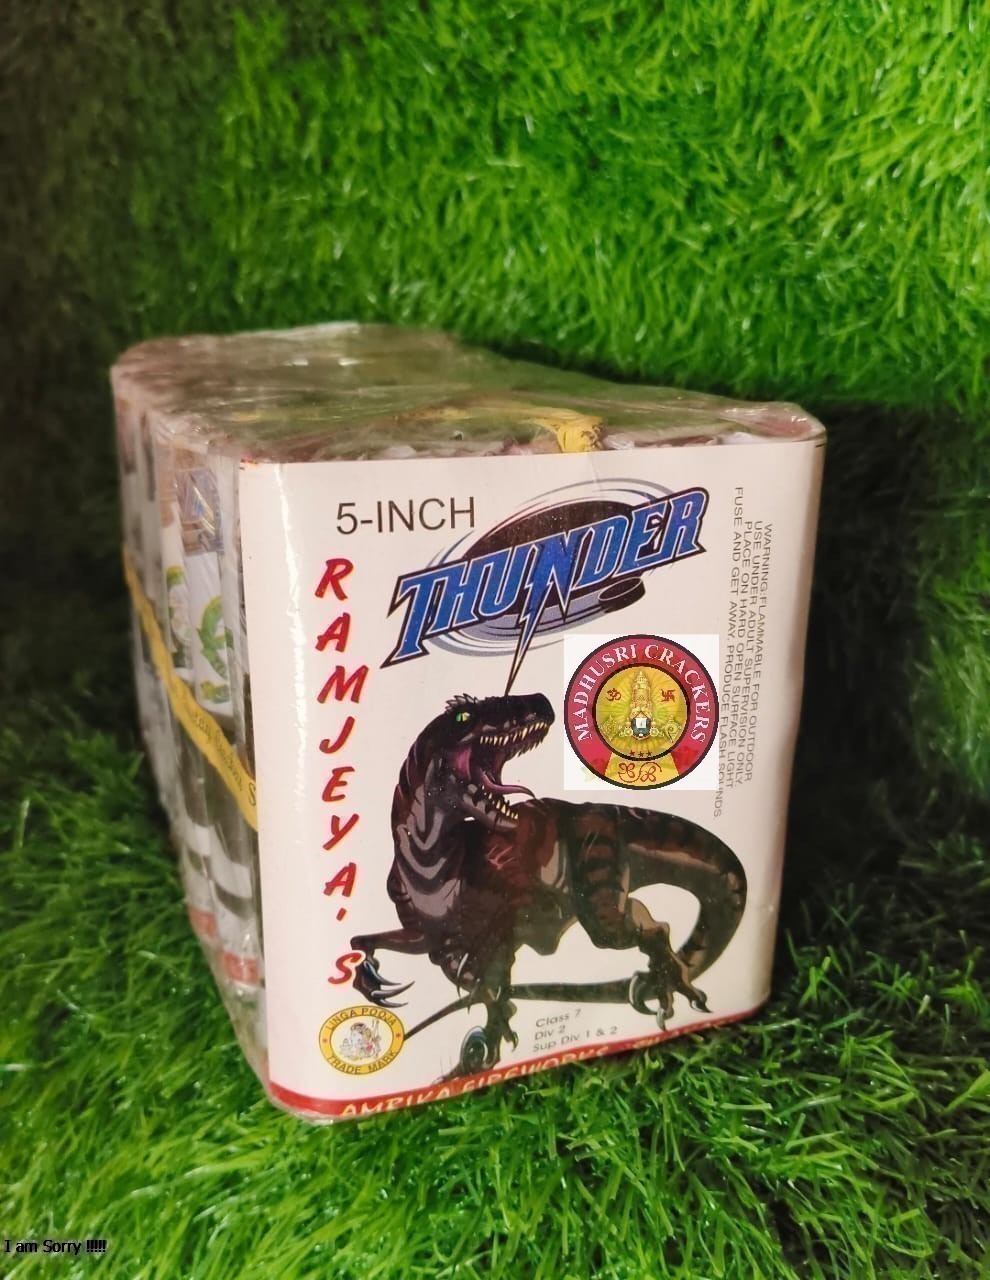 5-INCH
THUNDER
RAMJEYA'S
WARNING:FLAMMABLE FOR OUTDOOR
USE UNDER ADULT SUPERVISION ONLY.
PLACE ON HARD OPEN SURFACE LIGHT
FUSE AND GET AWAY. PRODUCE FLASH SOUNDS
MADHUSRI CRACKERS
Class 7
Div 2
Sup Div 1 & 2
LINGA POOJA
TRADE MARK
AMBIKA FIREWORKS
I am Sorry !!!!!